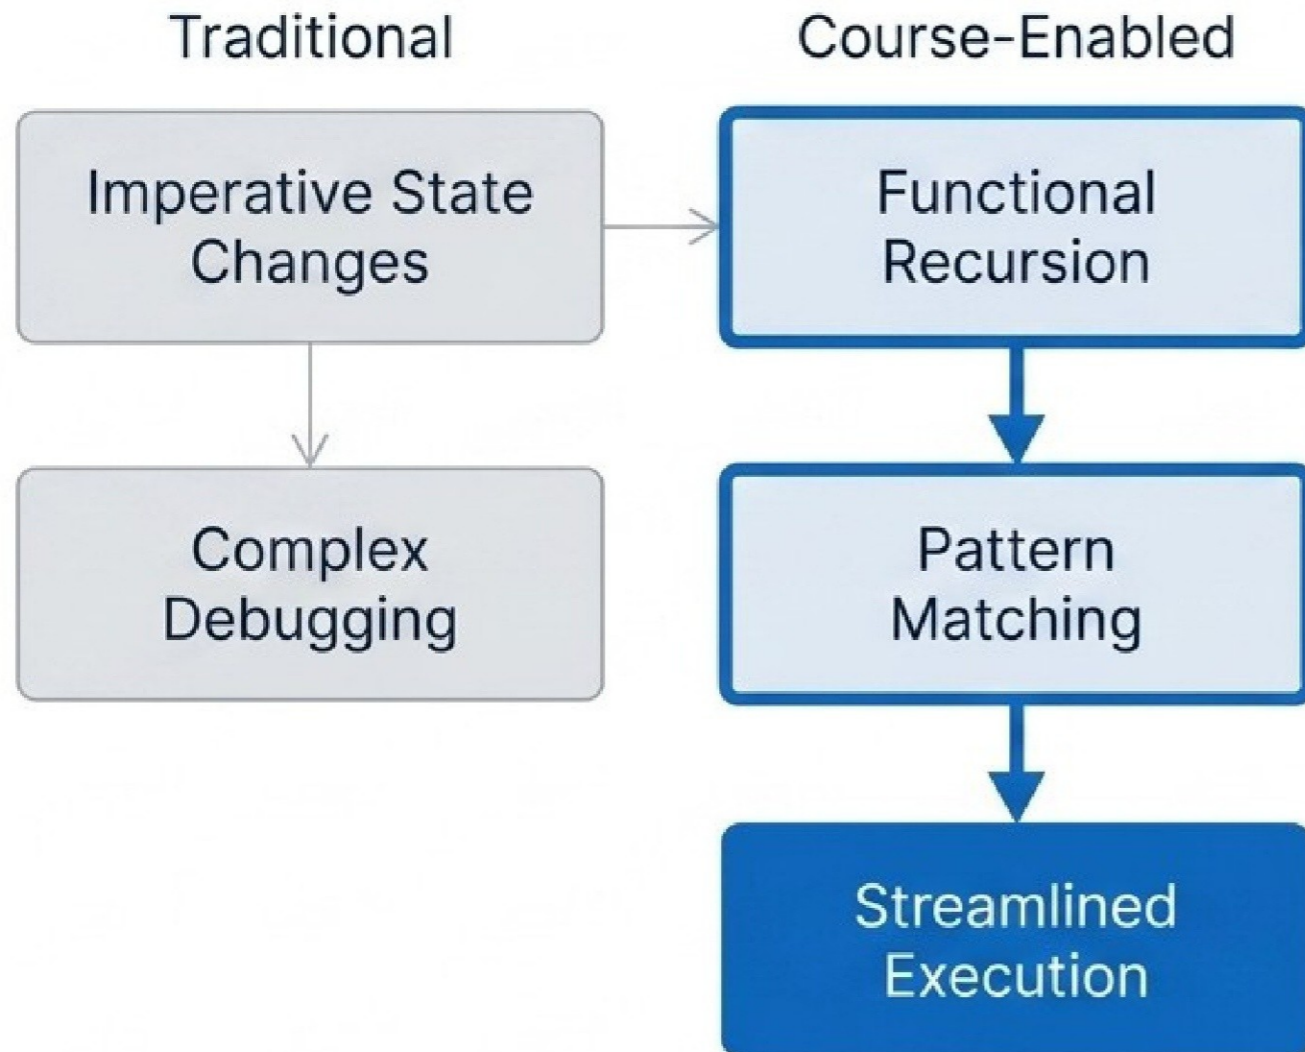 Traditional
Course-Enabled
Imperative State
Changes
Functional
Recursion
Complex
Debugging
Pattern
Matching
Streamlined
Execution